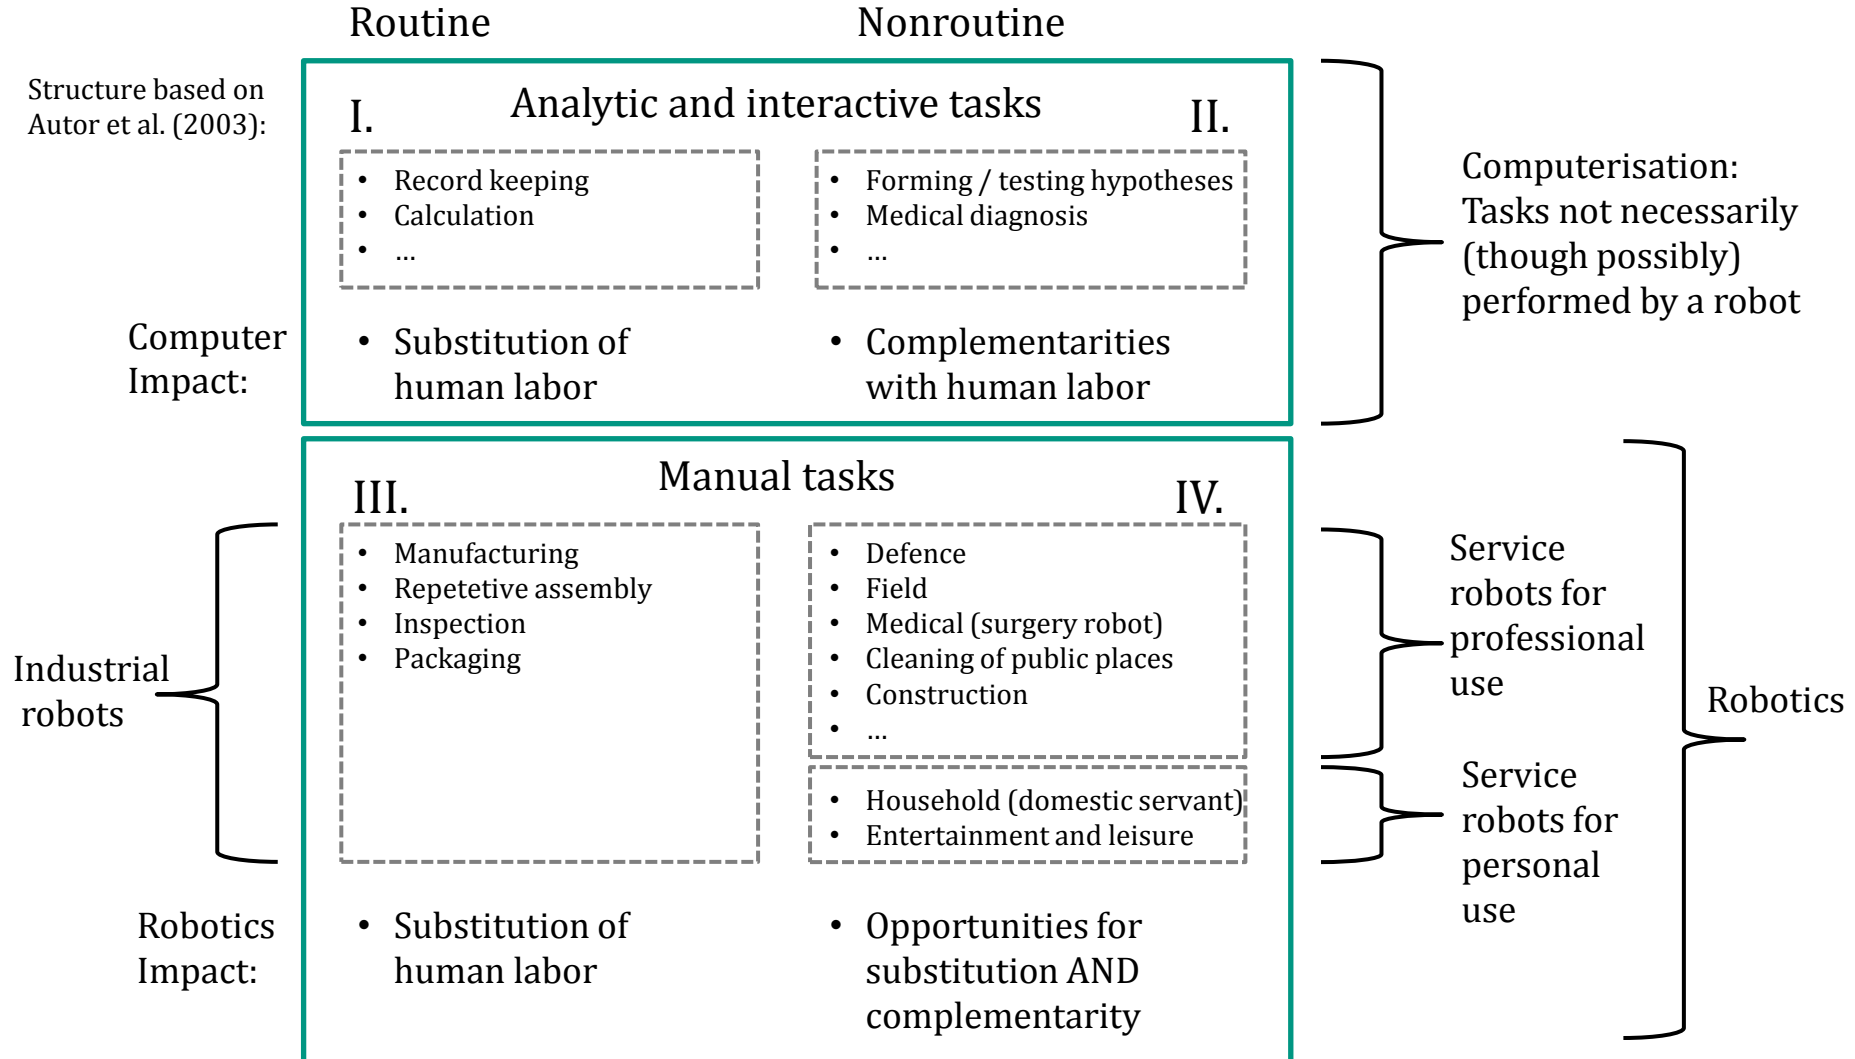 Routine
Nonroutine
Structure based on
Autor et al. (2003):
Analytic and interactive tasks
I.
II.
• Record keeping
• Calculation
• ...
• Forming / testing hypotheses
• Medical diagnosis
• ...
Computerisation:
Tasks not necessarily
(though possibly)
performed by a robot
Computer
Impact:
• Substitution of
human labor
• Complementarities
with human labor
Manual tasks
III.
IV.
Industrial
robots
• Manufacturing
• Repetetive assembly
• Inspection
• Packaging
• Defence
• Field
• Medical (surgery robot)
• Cleaning of public places
• Construction
• ...
• Household (domestic servant)
• Entertainment and leisure
Service
robots for
professional
use
Service
robots for
personal
use
Robotics
Robotics
Impact:
• Substitution of
human labor
• Opportunities for
substitution AND
complementarity